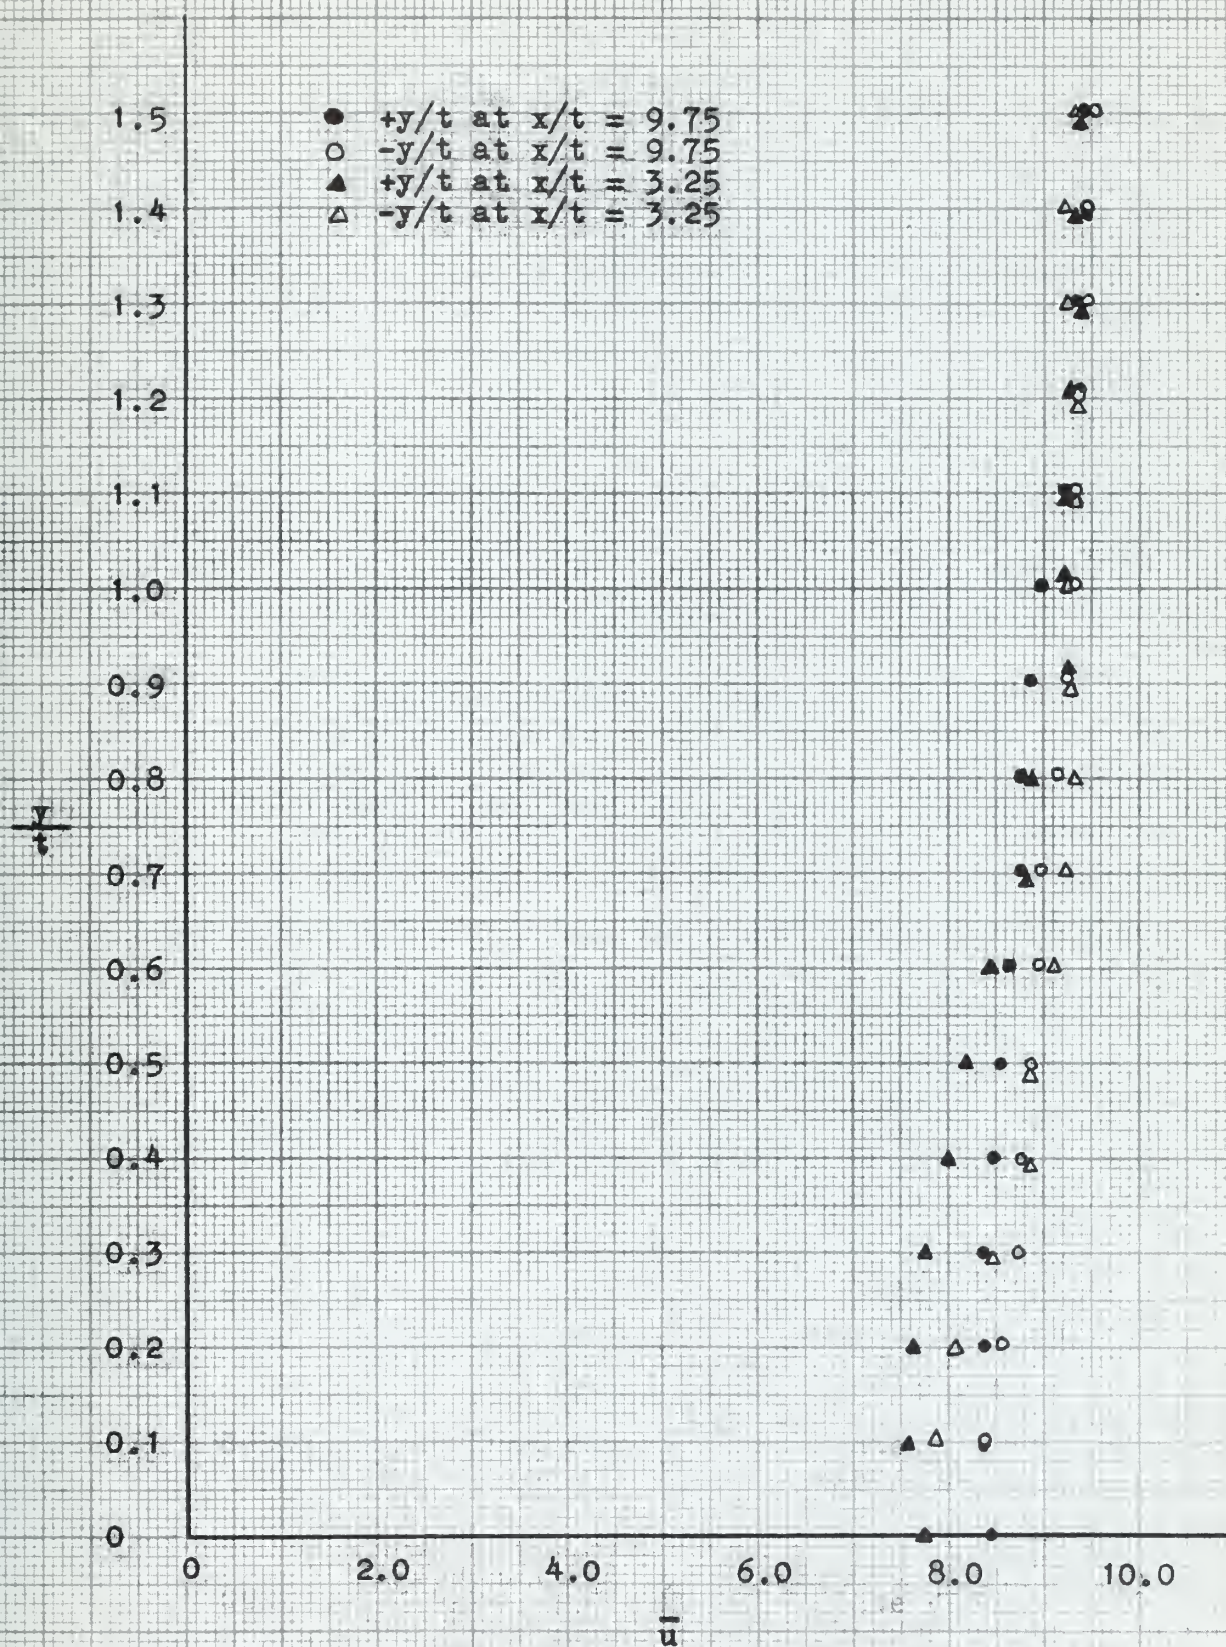 1.5
● +y/t at x/t = 9.75
○ -y/t at x/t = 9.75
▲ +y/t at x/t = 3.25
△ -y/t at x/t = 3.25
1.4
1.3
1.2
1.1
1.0
0.9
0.8
y
t
0.7
0.6
0.5
0.4
0.3
0.2
0.1
0
0 2.0 4.0 6.0 8.0 10.0
u̅